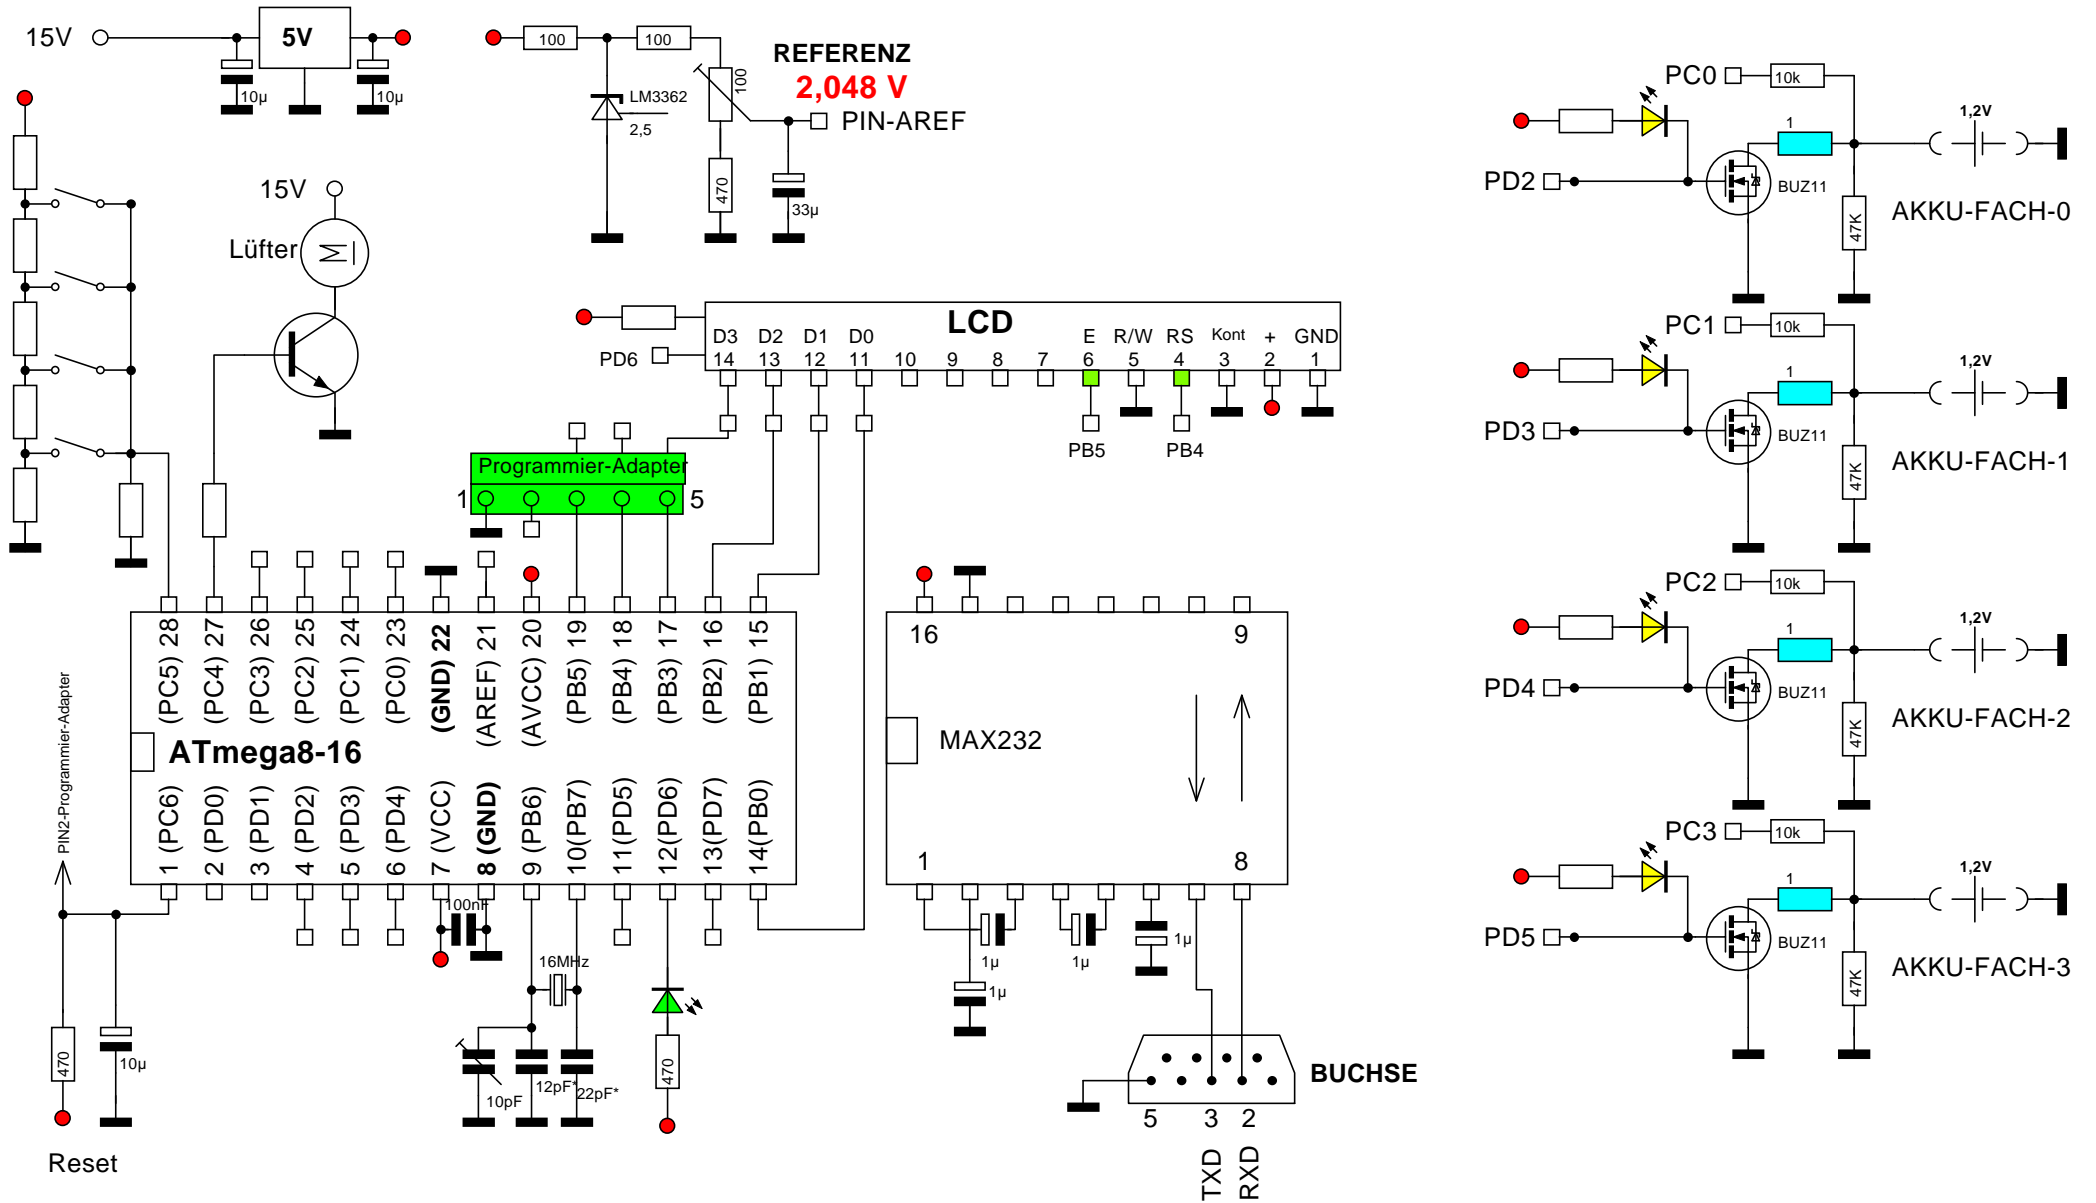 15V
5V
10µ
10µ
100
100
100
REFERENZ
2,048 V
LM3362
2,5
PIN-AREF
470
33µ
15V
Lüfter
M
LCD
PD6
D3
D2
D1
D0
E
R/W
RS
Kont
+
GND
14
13
12
11
10
9
8
7
6
5
4
3
2
1
PB5
PB4
Programmier-Adapter
1
5
(PC5) 28
(PC4) 27
(PC3) 26
(PC2) 25
(PC1) 24
(PC0) 23
(GND) 22
(AREF) 21
(AVCC) 20
(PB5) 19
(PB4) 18
(PB3) 17
(PB2) 16
(PB1) 15
ATmega8-16
1 (PC6)
2 (PD0)
3 (PD1)
4 (PD2)
5 (PD3)
6 (PD4)
7 (VCC)
8 (GND)
9 (PB6)
10(PB7)
11(PD5)
12(PD6)
13(PD7)
14(PB0)
PIN2-Programmier-Adapter
470
10µ
Reset
100nF
16MHz
10pF
12pF*
22pF*
470
16
9
MAX232
1
8
1µ
1µ
1µ
1µ
BUCHSE
5
3
2
TXD
RXD
PC0
10k
1
1,2V
PD2
BUZ11
47K
AKKU-FACH-0
PC1
10k
1
1,2V
PD3
BUZ11
47K
AKKU-FACH-1
PC2
10k
1
1,2V
PD4
BUZ11
47K
AKKU-FACH-2
PC3
10k
1
1,2V
PD5
BUZ11
47K
AKKU-FACH-3